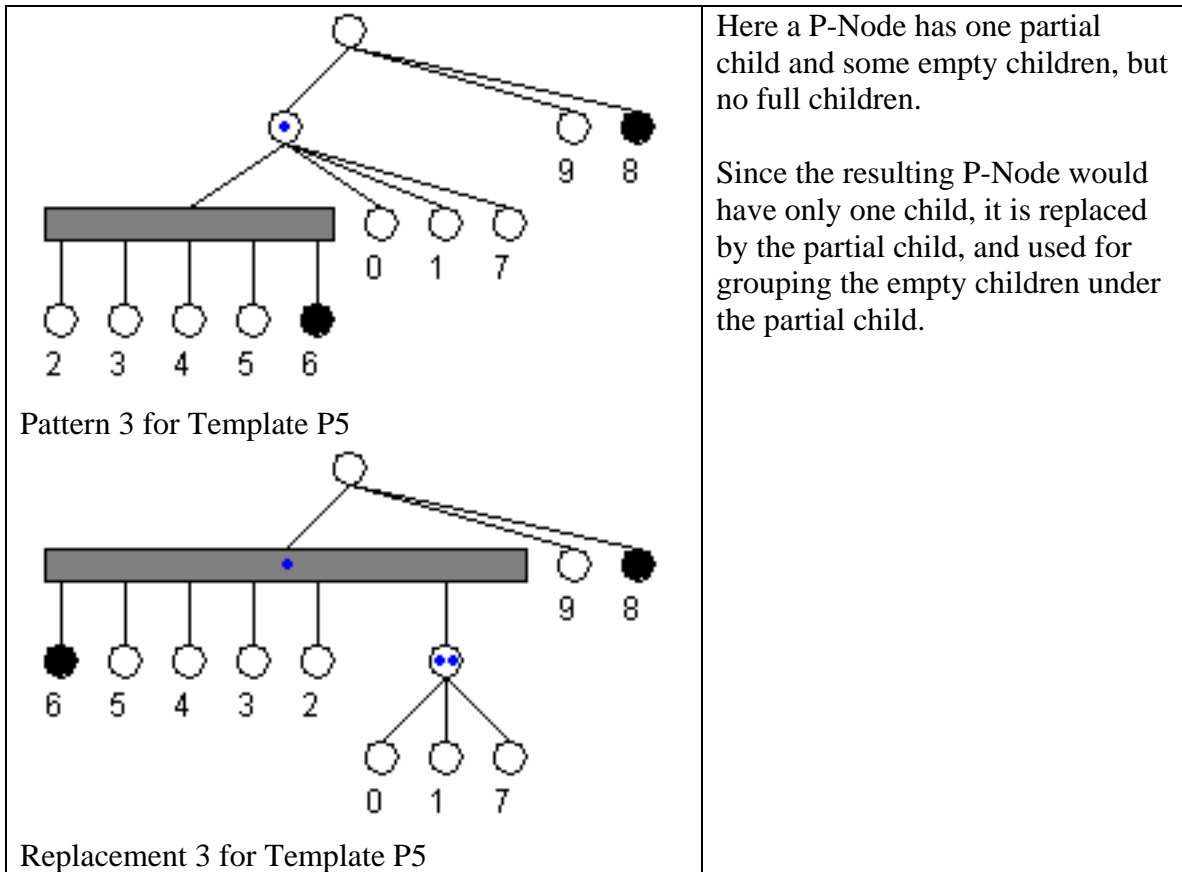 9 8
0 1 7
2 3 4 5 6
Pattern 3 for Template P5
9 8
6 5 4 3 2
0 1 7
Replacement 3 for Template P5
Here a P-Node has one partial
child and some empty children, but
no full children.
Since the resulting P-Node would
have only one child, it is replaced
by the partial child, and used for
grouping the empty children under
the partial child.